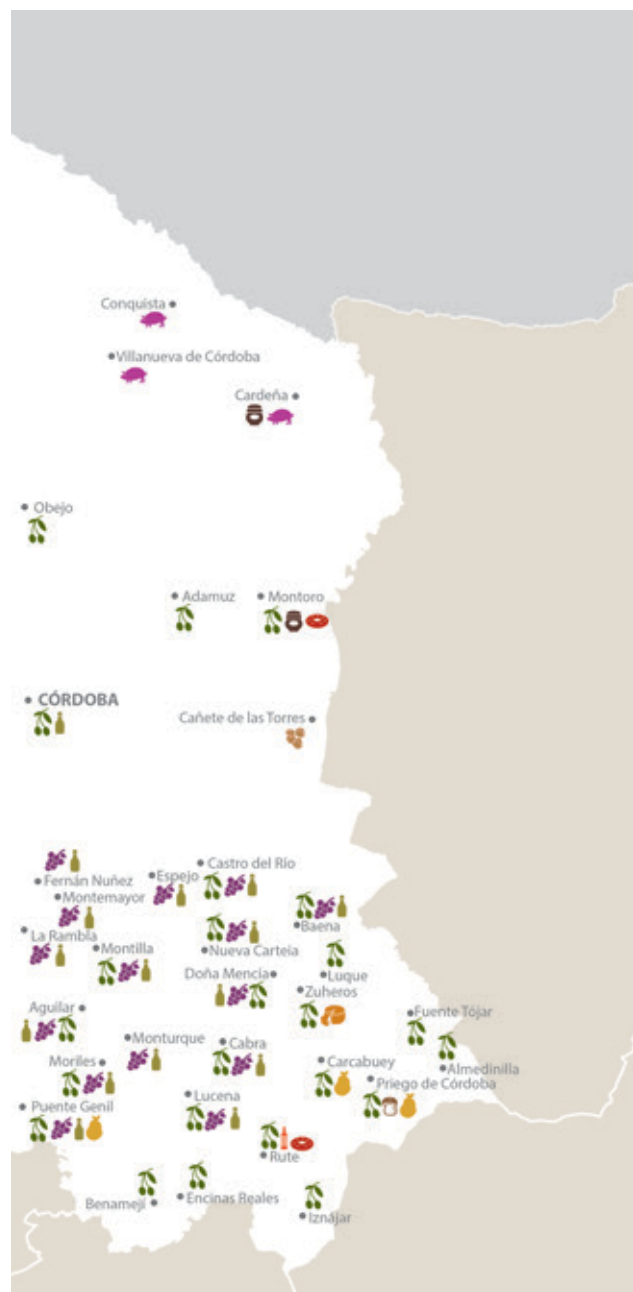 Conquista
Villanueva de Córdoba
Cardeña
Obejo
Adamuz
Montoro
CÓRDOBA
Cañete de las Torres
Castro del Río
Espejo
Fernán Nuñez
Montemayor
Baena
La Rambla
Montilla
Nueva Carteia
Doña Mencía
Luque
Zuheros
Aguilar
Fuente Tójar
Monturque
Cabra
Moriles
Carcabuey
Almedinilla
Priego de Córdoba
Lucena
Puente Genil
Rute
Benamejí
Encinas Reales
Iznájar